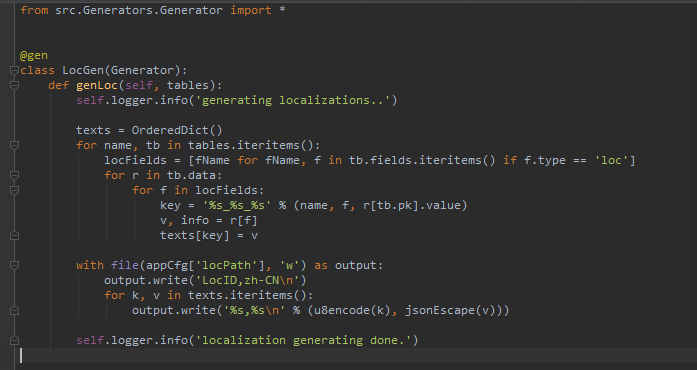 from src.Generators.Generator import *
@gen
class LocGen(Generator):
def genLoc(self, tables):
self.logger.info('generating localizations..')
texts = OrderedDict()
for name, tb in tables.iteritems():
locFields = [fName for fName, f in tb.fields.iteritems() if f.type == 'loc']
for r in tb.data:
for f in locFields:
key = '%s_%s_%s' % (name, f, r[tb.pk].value)
v, info = r[f]
texts[key] = v
with file(appCfg['locPath'], 'w') as output:
output.write('LocID,zh-CN\n')
for k, v in texts.iteritems():
output.write('%s,%s\n' % (u8encode(k), jsonEscape(v)))
self.logger.info('localization generating done.')